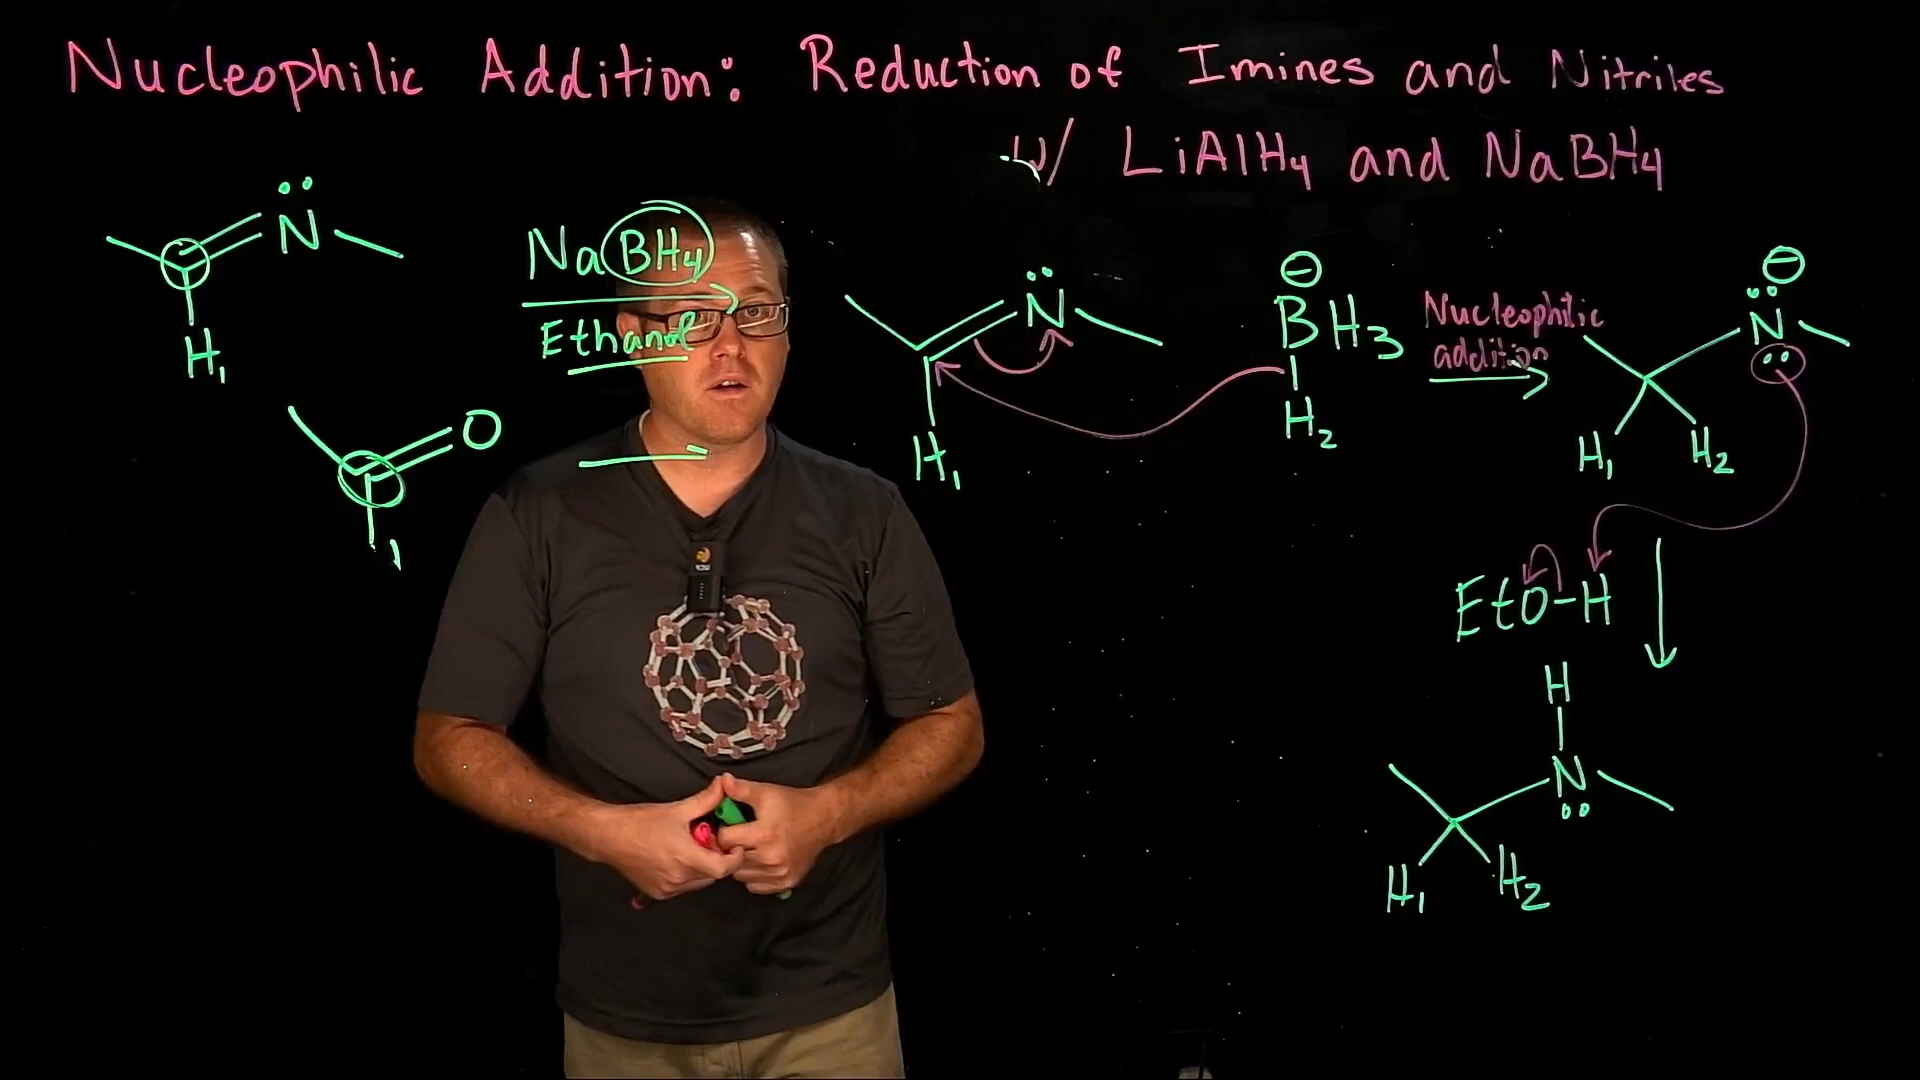 Nucleophilic Addition: Reduction of Imines and Nitriles
w/ LiAlH4 and NaBH4
N
H1
NaBH4
Ethanol
O
N
H1
BH3
H2
Nucleophilic
addition
N
H1 H2
EtO-H
H
N
H1 H2